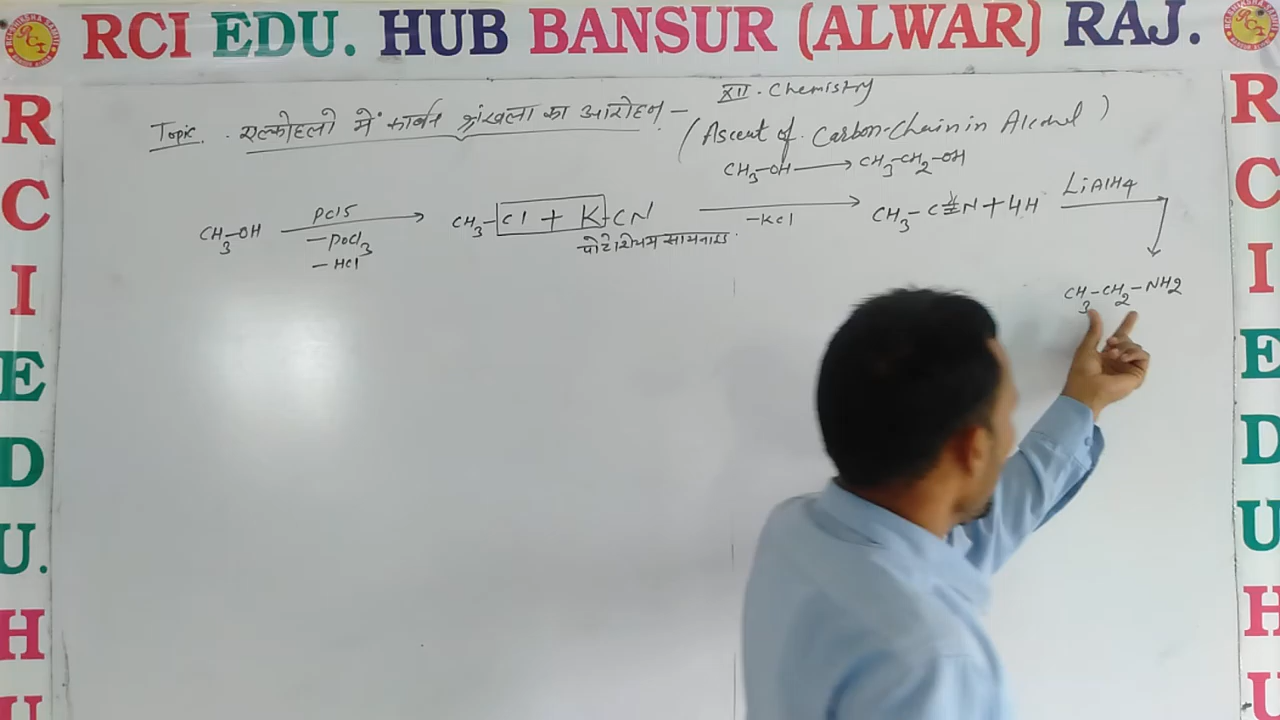 RCI EDU. HUB BANSUR (ALWAR) RAJ.
XII. Chemistry
Topic. एल्कोहलो में कार्बन श्रृंखला का आरोहन –
(Ascent of Carbon-Chain in Alcohol)
CH3-OH ⟶ CH3-CH2-OH
CH3-OH PCl5 ⟶ CH3-Cl + K-CN ⟶ CH3-C≡N+4H LiAlH4
-POCl3
-HCl
-KCl
पोटेशियम सायनाइड
CH3-CH2-NH2
R
C
I
E
D
U.
H
U
R
C
I
E
D
U
H
U